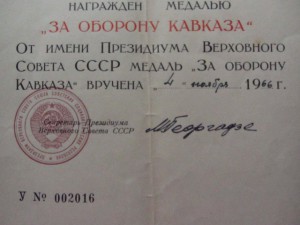 НАГРАЖДЕН МЕДАЛЬЮ
„ЗА ОБОРОНУ КАВКАЗА“
ОТ ИМЕНИ ПРЕЗИДИУМА ВЕРХОВНОГО
СОВЕТА СССР МЕДАЛЬ „ЗА ОБОРОНУ
КАВКАЗА“ ВРУЧЕНА „4“ ноября 1966 г.
Секретарь Президиума
Верховного Совета СССР
М Георгадзе
У № 002016